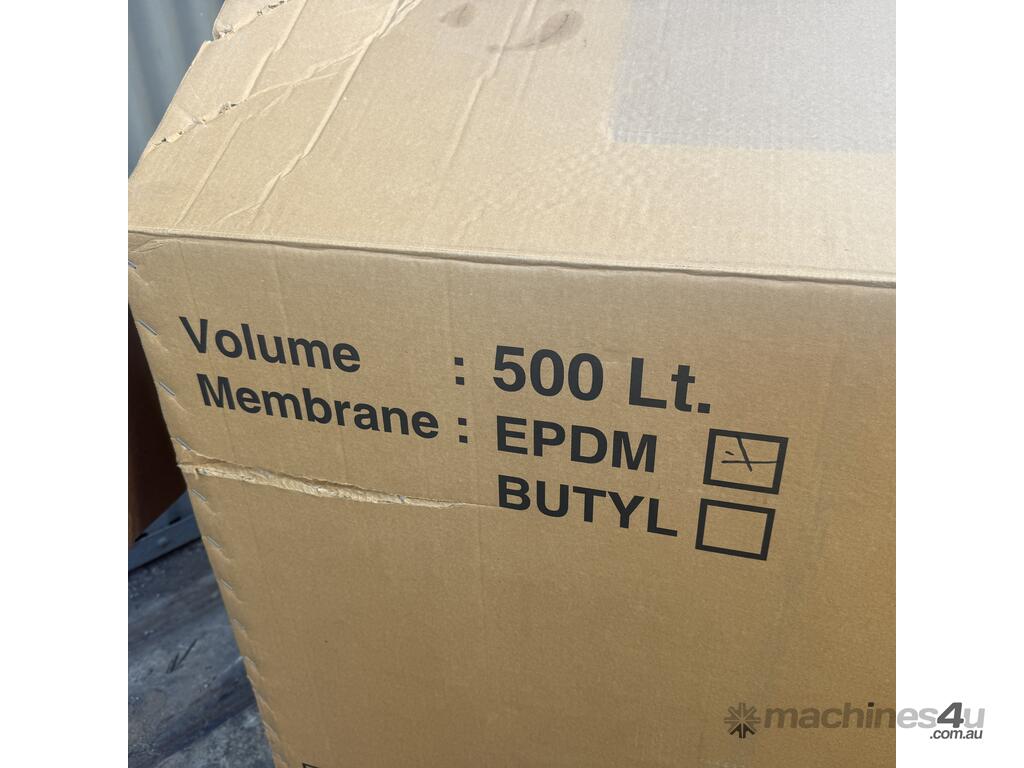 Volume : 500 Lt.
Membrane : EPDM
BUTYL
machines4u
.com.au